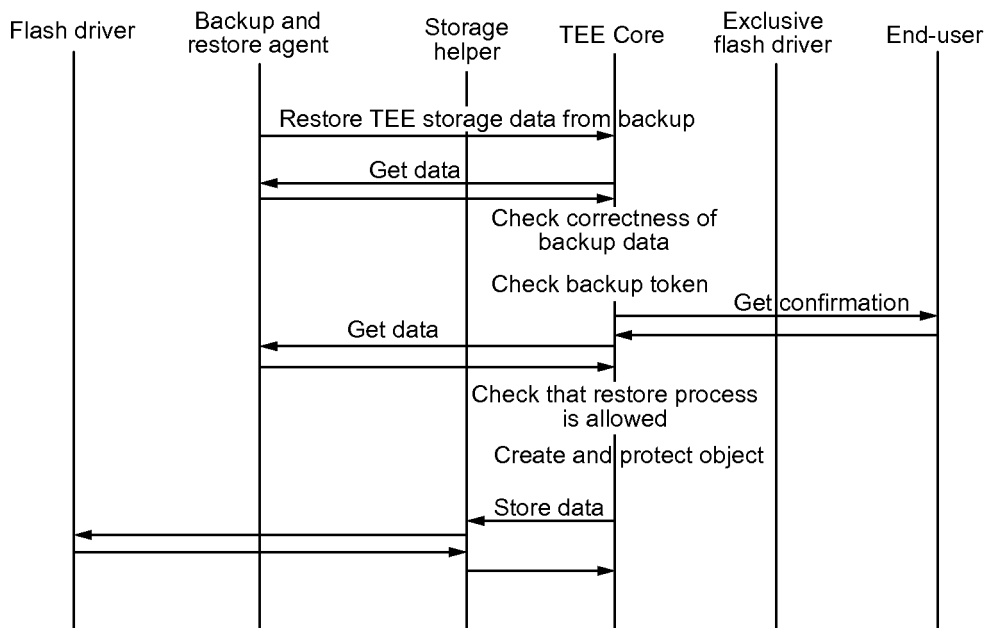 Flash driver
Backup and
restore agent
Storage
helper
TEE Core
Exclusive
flash driver
End-user
Restore TEE storage data from backup
Get data
Check correctness of
backup data
Check backup token
Get confirmation
Get data
Check that restore process
is allowed
Create and protect object
Store data